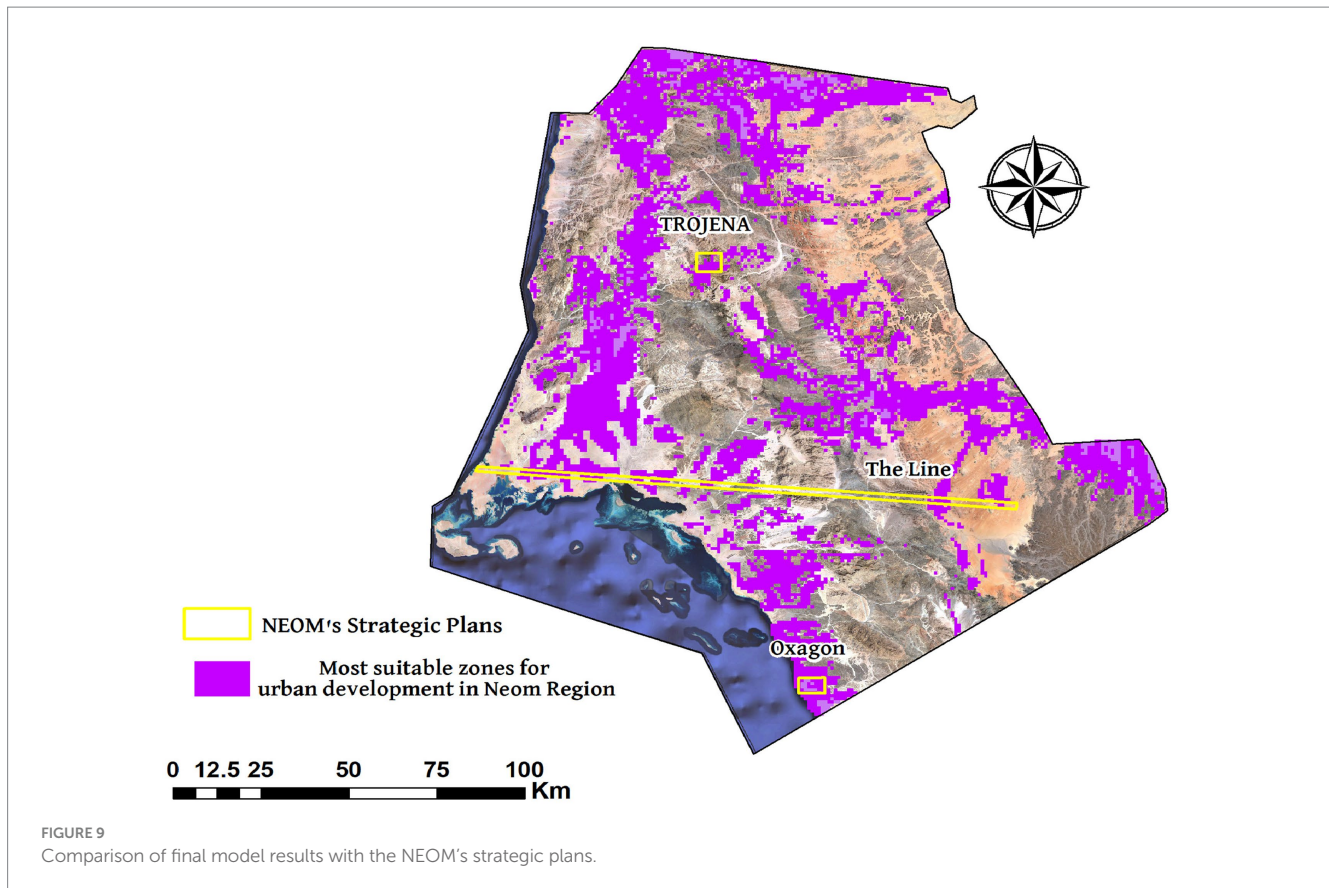 TROJENA
The Line
Oxagon
NEOM's Strategic Plans
Most suitable zones for
urban development in Neom Region
0 12.5 25 50 75 100
Km
FIGURE 9
Comparison of final model results with the NEOM's strategic plans.